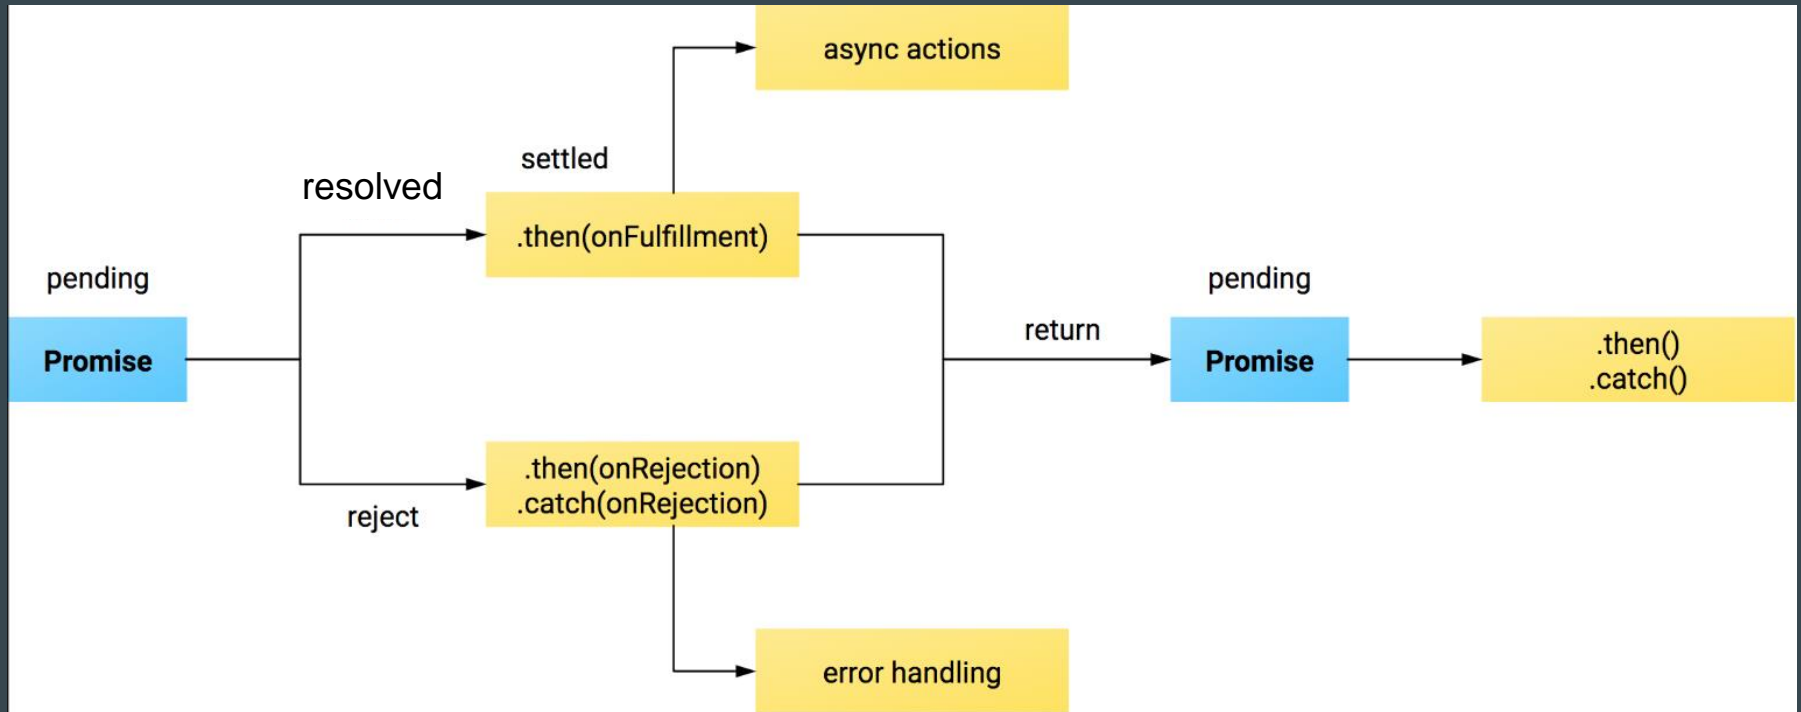 async actions
settled
resolved
.then(onFulfillment)
pending
Promise
reject
.then(onRejection)
.catch(onRejection)
error handling
return
pending
Promise
.then()
.catch()